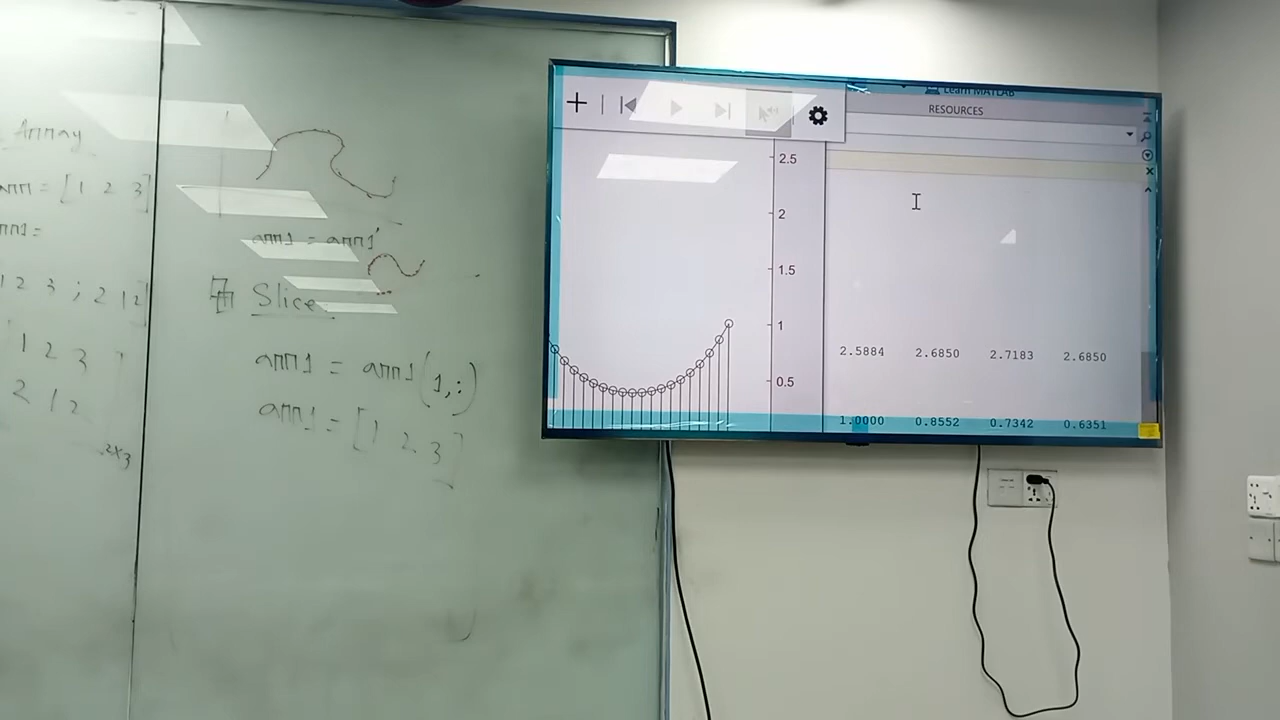 Array
arr = [1 2 3]
1 2 3 ; 2 1 2]
1 2 3
2 1 2
2x3
arr1 = arr1'
Slice
arr1 = arr1(1,:)
arr1 = [1 2 3]
Learn MATLAB
RESOURCES
2.5
2
1.5
1
0.5
2.5884 2.6850 2.7183 2.6850
1.0000 0.8552 0.7342 0.6351